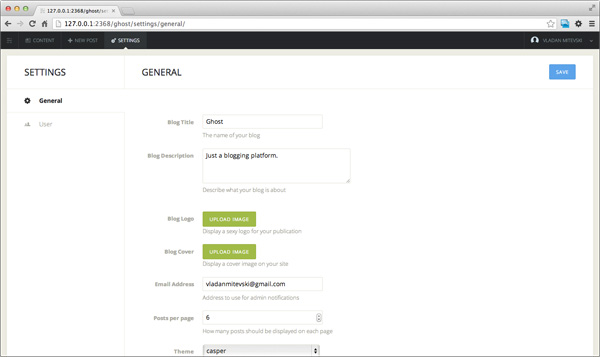 127.0.0.1:2368/ghost/sett
127.0.0.1:2368/ghost/settings/general/
CONTENT
NEW POST
SETTINGS
VLADAN MITEVSKI
SETTINGS
GENERAL
SAVE
General
User
Blog Title
Ghost
The name of your blog
Blog Description
Just a blogging platform.
Describe what your blog is about
Blog Logo
UPLOAD IMAGE
Display a sexy logo for your publication
Blog Cover
UPLOAD IMAGE
Display a cover image on your site
Email Address
vladanmitevski@gmail.com
Address to use for admin notifications
Posts per page
6
How many posts should be displayed on each page
Theme
casper